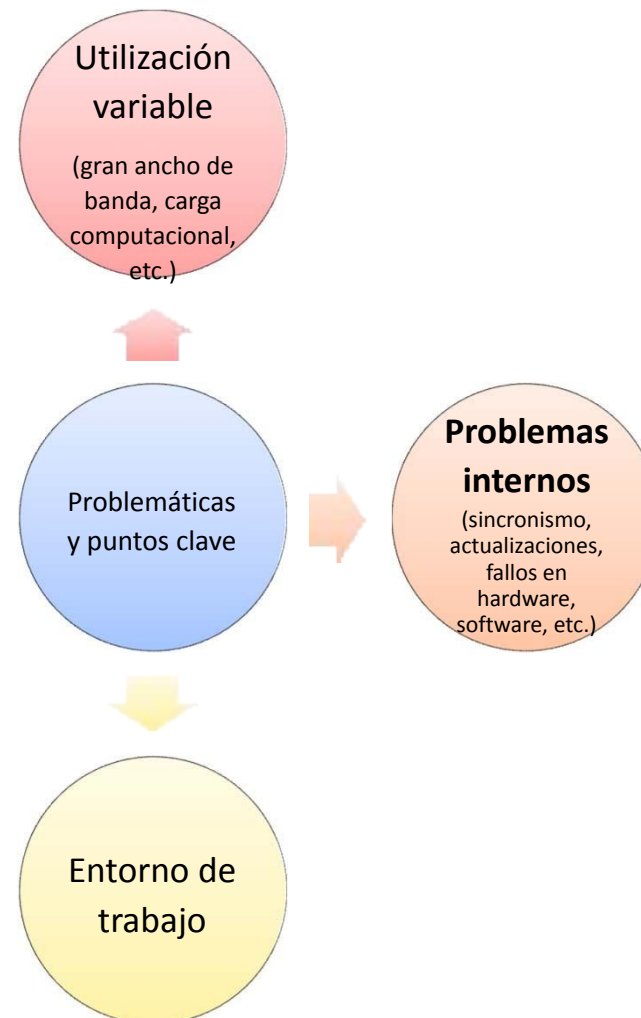 Utilización
variable
(gran ancho de
banda, carga
computacional,
etc.)
Problemáticas
y puntos clave
Problemas
internos
(sincronismo,
actualizaciones,
fallos en
hardware,
software, etc.)
Entorno de
trabajo